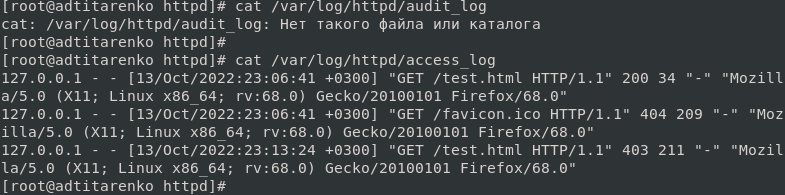 [root@adtitarenko httpd]# cat /var/log/httpd/audit_log
cat: /var/log/httpd/audit_log: Нет такого файла или каталога
[root@adtitarenko httpd]#
[root@adtitarenko httpd]# cat /var/log/httpd/access_log
127.0.0.1 - - [13/Oct/2022:23:06:41 +0300] "GET /test.html HTTP/1.1" 200 34 "-" "Mozill
a/5.0 (X11; Linux x86_64; rv:68.0) Gecko/20100101 Firefox/68.0"
127.0.0.1 - - [13/Oct/2022:23:06:41 +0300] "GET /favicon.ico HTTP/1.1" 404 209 "-" "Moz
illa/5.0 (X11; Linux x86_64; rv:68.0) Gecko/20100101 Firefox/68.0"
127.0.0.1 - - [13/Oct/2022:23:13:24 +0300] "GET /test.html HTTP/1.1" 403 211 "-" "Mozil
la/5.0 (X11; Linux x86_64; rv:68.0) Gecko/20100101 Firefox/68.0"
[root@adtitarenko httpd]#